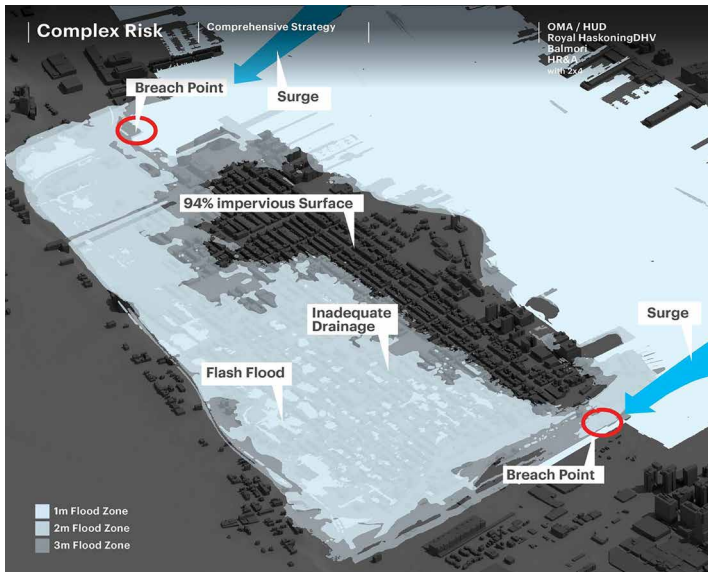 Complex Risk
Comprehensive Strategy
OMA / HUD
Royal HaskoningDHV
Balmori
HR&A
with 2x4
Breach Point
Surge
94% impervious Surface
Inadequate
Drainage
Surge
Flash Flood
Breach Point
1m Flood Zone
2m Flood Zone
3m Flood Zone